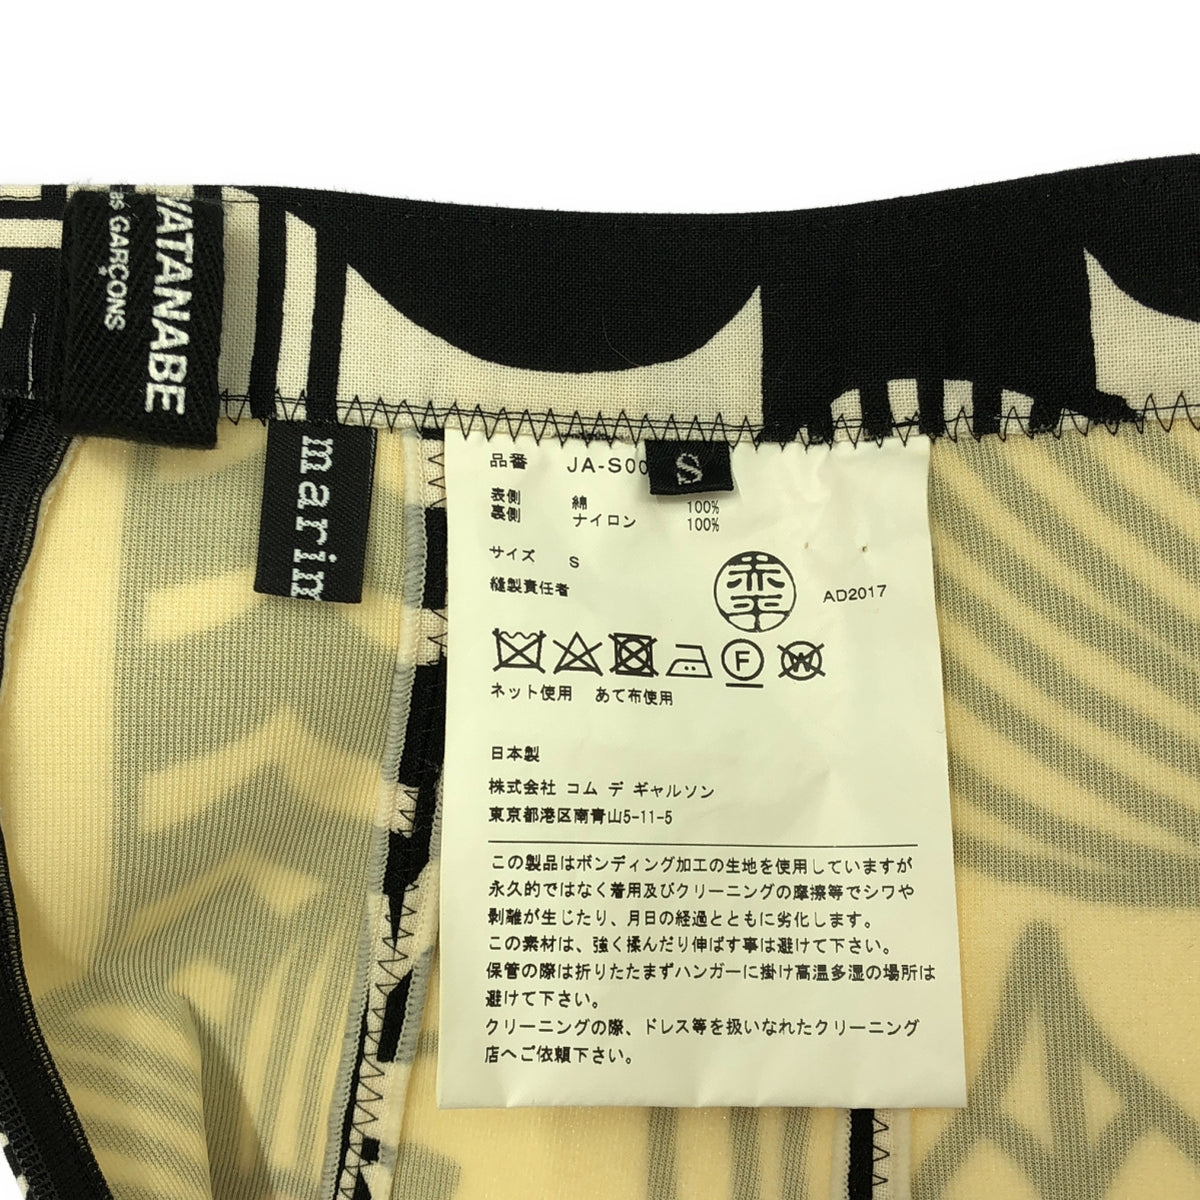 WATANABE
as GARÇONS
marim
品番 JA-S00
S
表側 綿 100%
裏側 ナイロン 100%
サイズ S
縫製責任者
赤平
AD2017
F
W
ネット使用 あて布使用
日本製
株式会社 コム デ ギャルソン
東京都港区南青山5-11-5
この製品はボンディング加工の生地を使用していますが
永久的ではなく着用及びクリーニングの摩擦等でシワや
剥離が生じたり、月日の経過とともに劣化します。
この素材は、強く揉んだり伸ばす事は避けて下さい。
保管の際は折りたたまずハンガーに掛け高温多湿の場所は
避けて下さい。
クリーニングの際、ドレス等を扱いなれたクリーニング
店へご依頼下さい。